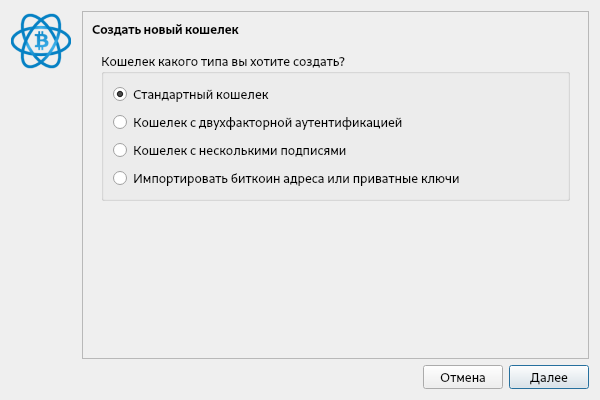 Создать новый кошелек
Кошелек какого типа вы хотите создать?
Стандартный кошелек
Кошелек с двухфакторной аутентификацией
Кошелек с несколькими подписями
Импортировать биткоин адреса или приватные ключи
Отмена
Далее